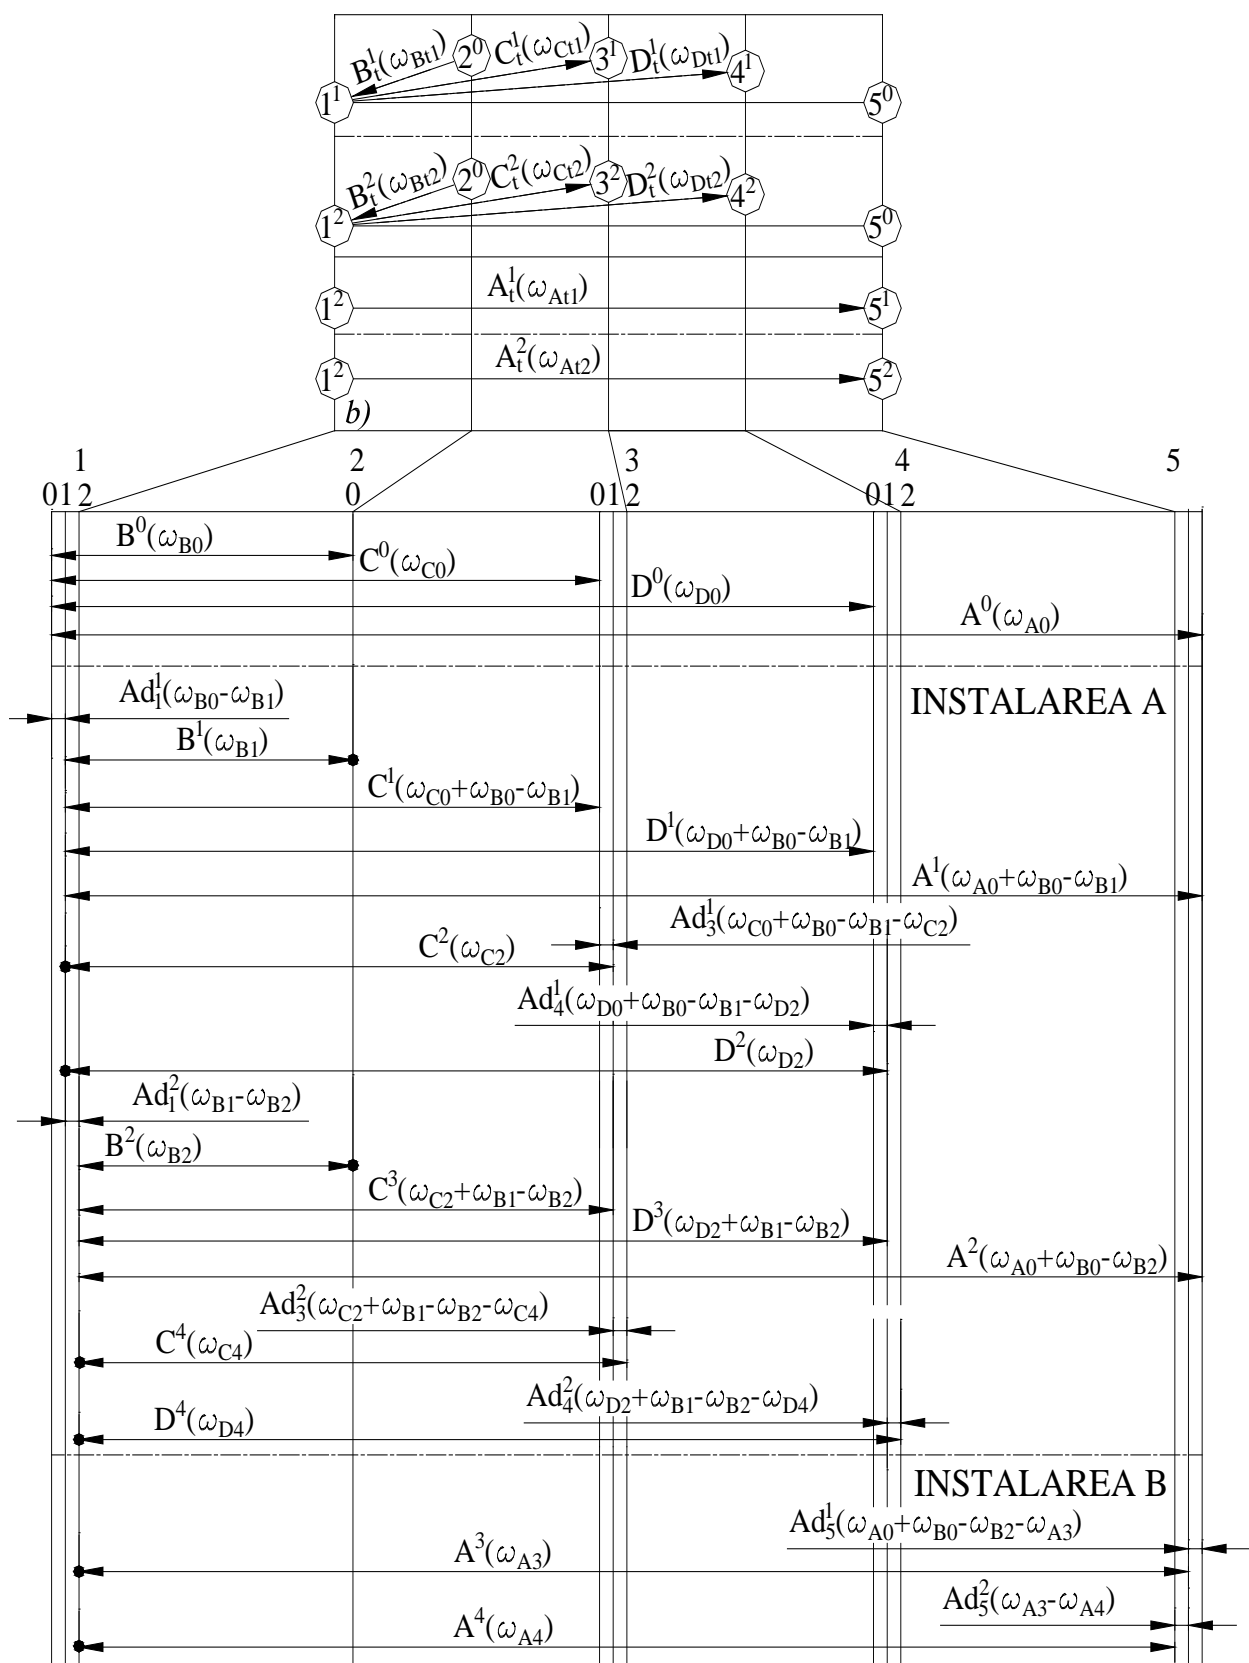 B_t^1(ω_Bt1) 2^0 C_t^1(ω_Ct1) 3^1 D_t^1(ω_Dt1) 4^1
1^1 5^0
B_t^2(ω_Bt2) 2^0 C_t^2(ω_Ct2) 3^2 D_t^2(ω_Dt2) 4^2
1^2 5^0
A_t^1(ω_At1)
1^2 5^1
A_t^2(ω_At2)
1^2 5^2
b)
1 2 3 4 5
012 0 012 012
B^0(ω_B0)
C^0(ω_C0)
D^0(ω_D0)
A^0(ω_A0)
Ad_1^1(ω_B0-ω_B1)
INSTALAREA A
B^1(ω_B1)
C^1(ω_C0+ω_B0-ω_B1)
D^1(ω_D0+ω_B0-ω_B1)
A^1(ω_A0+ω_B0-ω_B1)
Ad_3^1(ω_C0+ω_B0-ω_B1-ω_C2)
C^2(ω_C2)
Ad_4^1(ω_D0+ω_B0-ω_B1-ω_D2)
D^2(ω_D2)
Ad_1^2(ω_B1-ω_B2)
B^2(ω_B2)
C^3(ω_C2+ω_B1-ω_B2)
D^3(ω_D2+ω_B1-ω_B2)
A^2(ω_A0+ω_B0-ω_B2)
Ad_3^2(ω_C2+ω_B1-ω_B2-ω_C4)
C^4(ω_C4)
Ad_4^2(ω_D2+ω_B1-ω_B2-ω_D4)
D^4(ω_D4)
INSTALAREA B
Ad_5^1(ω_A0+ω_B0-ω_B2-ω_A3)
A^3(ω_A3)
Ad_5^2(ω_A3-ω_A4)
A^4(ω_A4)